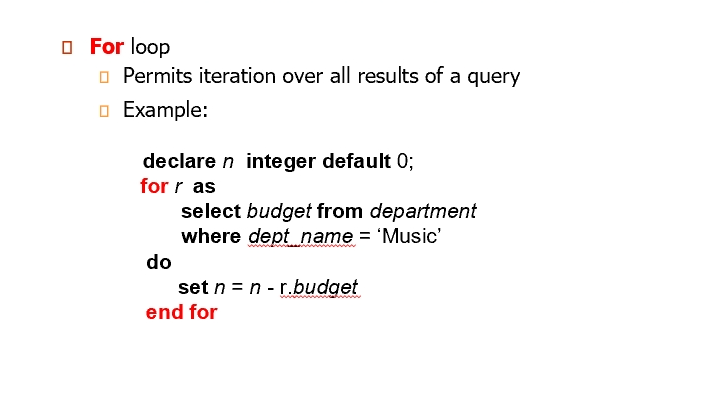 For loop
Permits iteration over all results of a query
Example:
declare n integer default 0;
for r as
select budget from department
where dept_name = ‘Music’
do
set n = n - r.budget
end for